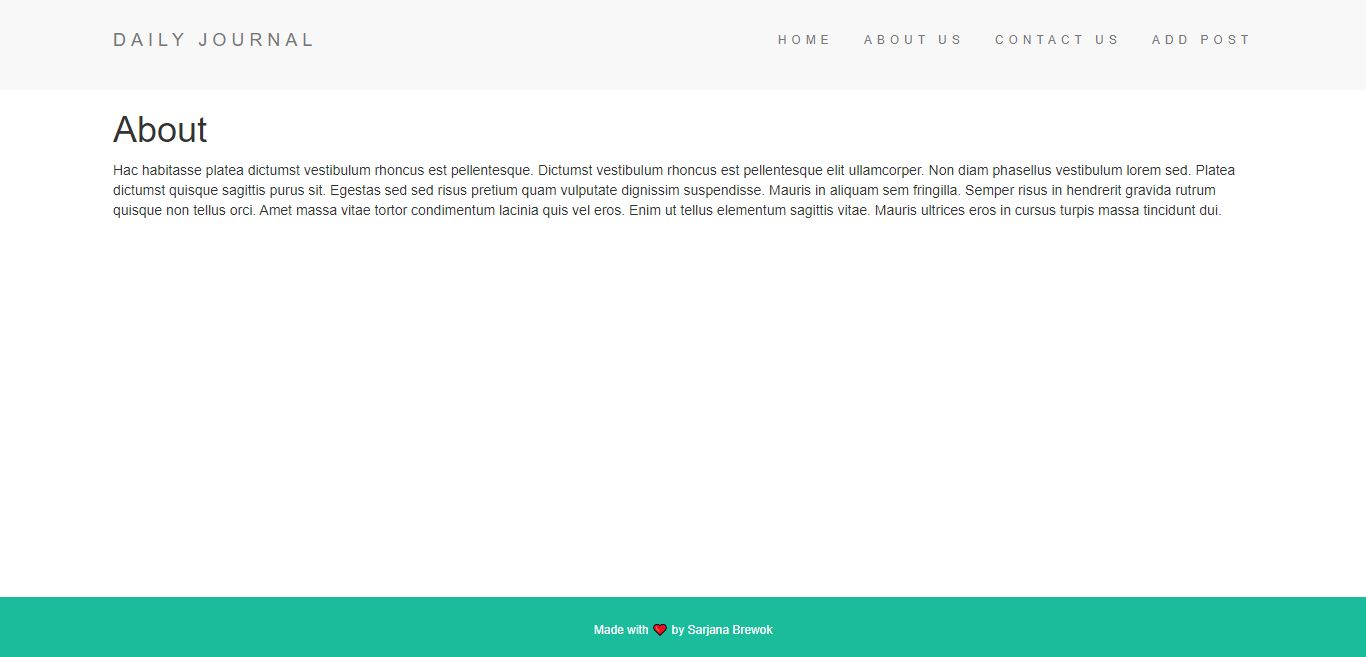 DAILY JOURNAL
HOME ABOUT US CONTACT US ADD POST
About
Hac habitasse platea dictumst vestibulum rhoncus est pellentesque. Dictumst vestibulum rhoncus est pellentesque elit ullamcorper. Non diam phasellus vestibulum lorem sed. Platea
dictumst quisque sagittis purus sit. Egestas sed sed risus pretium quam vulputate dignissim suspendisse. Mauris in aliquam sem fringilla. Semper risus in hendrerit gravida rutrum
quisque non tellus orci. Amet massa vitae tortor condimentum lacinia quis vel eros. Enim ut tellus elementum sagittis vitae. Mauris ultrices eros in cursus turpis massa tincidunt dui.
Made with ❤ by Sarjana Brewok